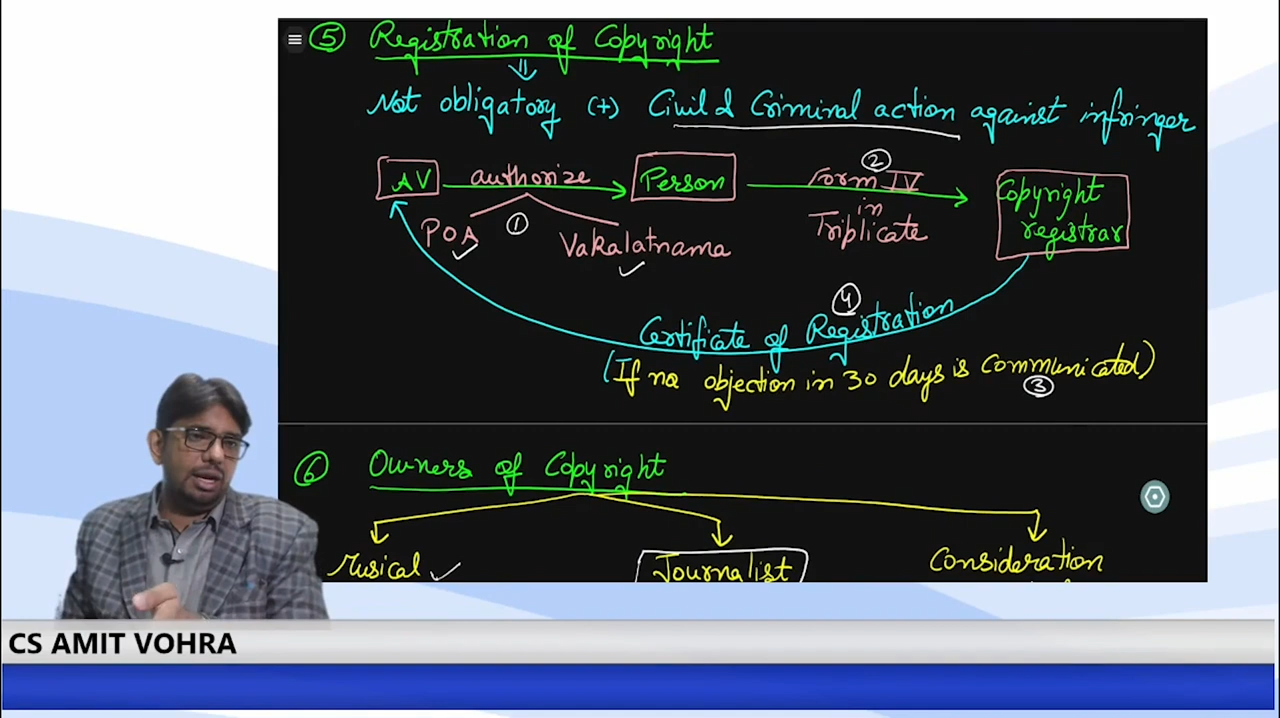 5 Registration of Copyright
Not obligatory (+) Civil & Criminal action against infringer
AV authorize Person Form IV in Triplicate Copyright registrar
2
POA 1 Vakalatnama
4
Certificate of Registration
(If no objection in 30 days is communicated)
3
6 Owners of Copyright
Musical Journalist Consideration
CS AMIT VOHRA